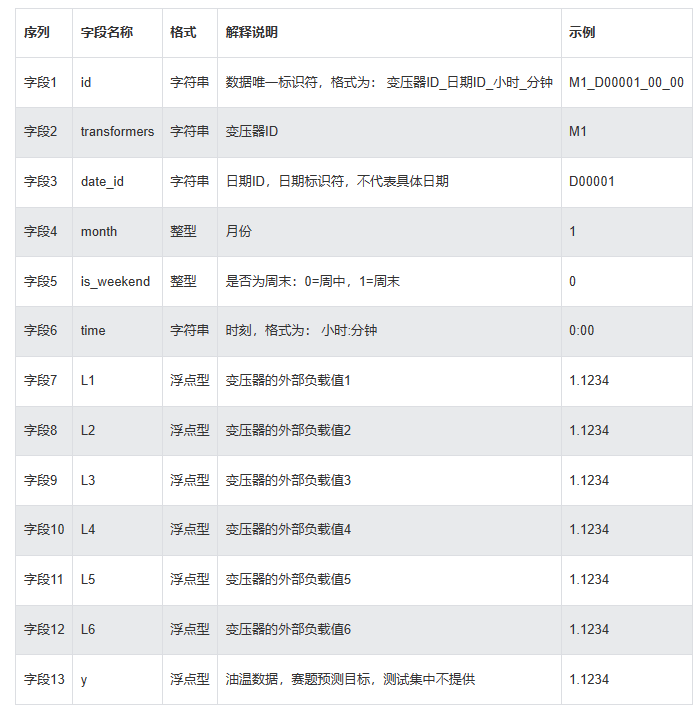 序列 字段名称 格式 解释说明 示例
字段1 id 字符串 数据唯一标识符，格式为： 变压器ID_日期ID_小时_分钟 M1_D00001_00_00
字段2 transformers 字符串 变压器ID M1
字段3 date_id 字符串 日期ID，日期标识符，不代表具体日期 D00001
字段4 month 整型 月份 1
字段5 is_weekend 整型 是否为周末：0=周中，1=周末 0
字段6 time 字符串 时刻，格式为： 小时:分钟 0:00
字段7 L1 浮点型 变压器的外部负载值1 1.1234
字段8 L2 浮点型 变压器的外部负载值2 1.1234
字段9 L3 浮点型 变压器的外部负载值3 1.1234
字段10 L4 浮点型 变压器的外部负载值4 1.1234
字段11 L5 浮点型 变压器的外部负载值5 1.1234
字段12 L6 浮点型 变压器的外部负载值6 1.1234
字段13 y 浮点型 油温数据，赛题预测目标，测试集中不提供 1.1234